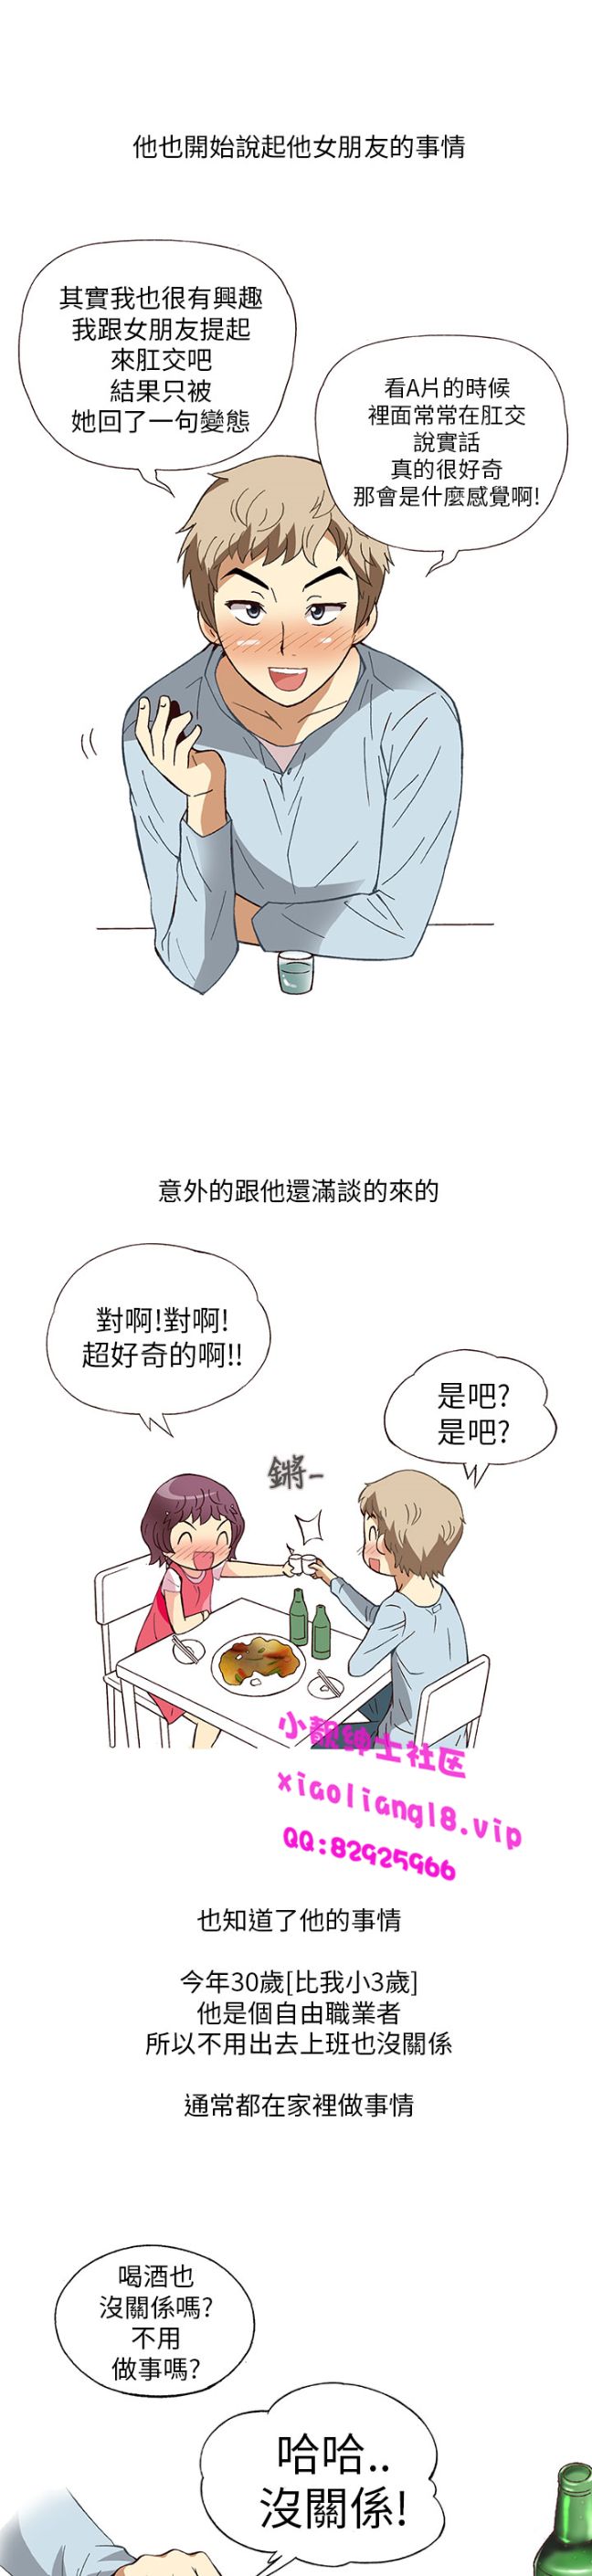 他也開始說起他女朋友的事情
其實我也很有興趣
我跟女朋友提起
來肛交吧
結果只被
她回了一句變態
看A片的時候
裡面常常在肛交
說實話
真的很好奇
那會是什麼感覺啊!
意外的跟他還滿談的來的
對啊!對啊!
超好奇的啊!!
是吧?
是吧?
鏘-
小靓绅士社区
xiaoliang18.vip
QQ:82925966
也知道了他的事情
今年30歲[比我小3歲]
他是個自由職業者
所以不用出去上班也沒關係
通常都在家裡做事情
喝酒也
沒關係嗎?
不用
做事嗎?
哈哈..
沒關係!